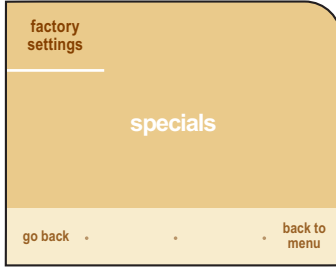 factory
settings
specials
go back
back to
menu